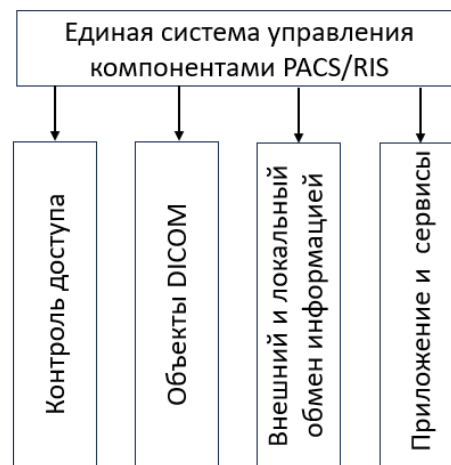 Единая система управления
компонентами PACS/RIS
Контроль доступа
Объекты DICOM
Внешний и локальный
обмен информацией
Приложение и сервисы